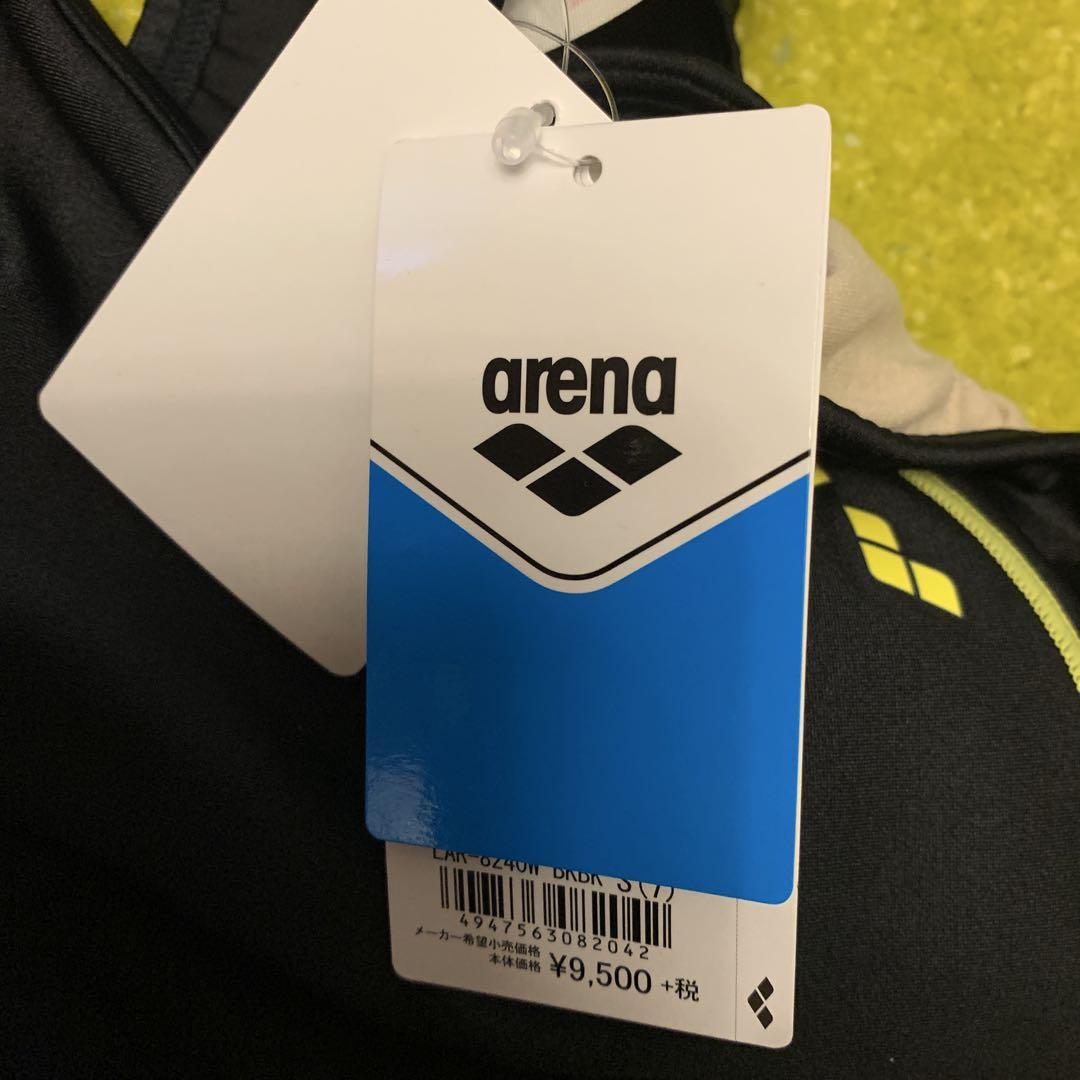 arena
LAR-8240W BKBK S(7)
4947563082042
メーカー希望小売価格
本体価格 ¥9,500 +税